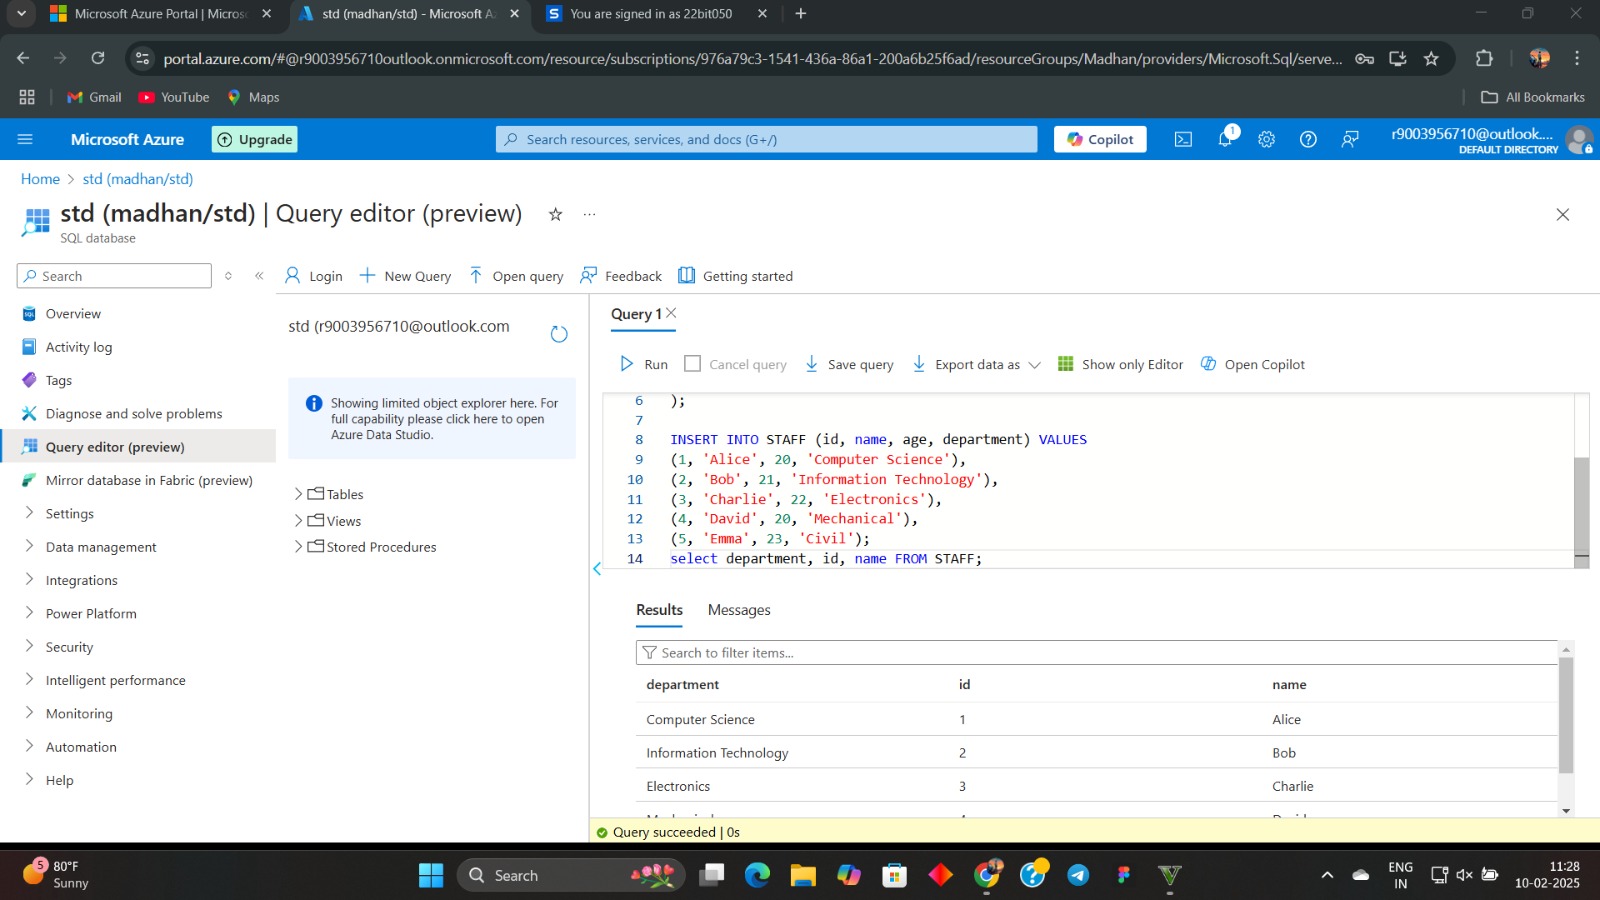 Microsoft Azure Portal | Micros
std (madhan/std) - Microsoft A
S You are signed in as 22bit050
portal.azure.com/#@r9003956710outlook.onmicrosoft.com/resource/subscriptions/976a79c3-1541-436a-86a1-200a6b25f6ad/resourceGroups/Madhan/providers/Microsoft.Sql/serve...
Gmail YouTube Maps All Bookmarks
Microsoft Azure Upgrade Search resources, services, and docs (G+/) Copilot 1 r9003956710@outlook....
DEFAULT DIRECTORY
Home > std (madhan/std)
std (madhan/std) | Query editor (preview) ...
SQL database
Search
Login New Query Open query Feedback Getting started
Overview
Activity log
Tags
Diagnose and solve problems
Query editor (preview)
Mirror database in Fabric (preview)
Settings
Data management
Integrations
Power Platform
Security
Intelligent performance
Monitoring
Automation
Help
std (r9003956710@outlook.com
Showing limited object explorer here. For
full capability please click here to open
Azure Data Studio.
Tables
Views
Stored Procedures
Query 1
Run Cancel query Save query Export data as Show only Editor Open Copilot
6 );
7
8 INSERT INTO STAFF (id, name, age, department) VALUES
9 (1, 'Alice', 20, 'Computer Science'),
10 (2, 'Bob', 21, 'Information Technology'),
11 (3, 'Charlie', 22, 'Electronics'),
12 (4, 'David', 20, 'Mechanical'),
13 (5, 'Emma', 23, 'Civil');
14 select department, id, name FROM STAFF;
Results Messages
Search to filter items...
department id name
Computer Science 1 Alice
Information Technology 2 Bob
Electronics 3 Charlie
Query succeeded | 0s
5 80°F
Sunny
Search
ENG
IN
11:28
10-02-2025